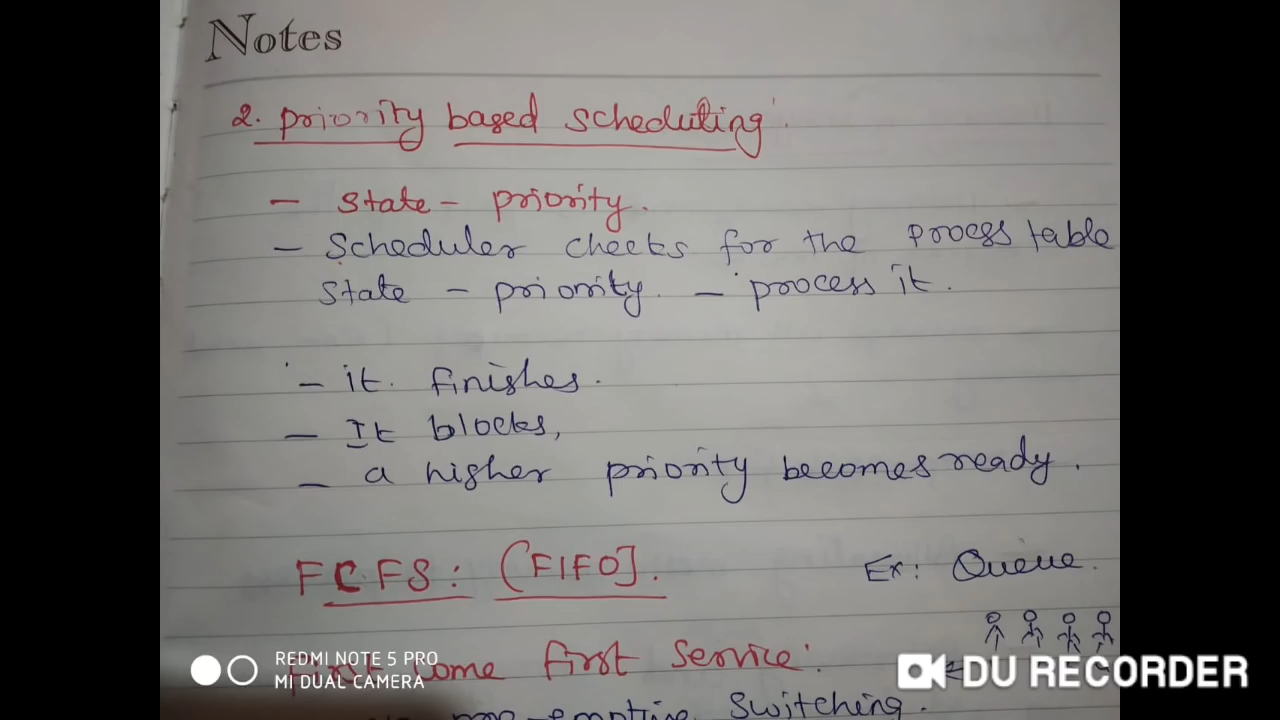 Notes
2. priority based scheduling.
- State - priority.
- Scheduler checks for the process table
State - priority. - process it.
- it. finishes.
- It blocks,
- a higher priority becomes ready.
FCFS: (FIFO].
Ex: Queue.
First come first service:
switching.
REDMI NOTE 5 PRO
MI DUAL CAMERA
DU RECORDER